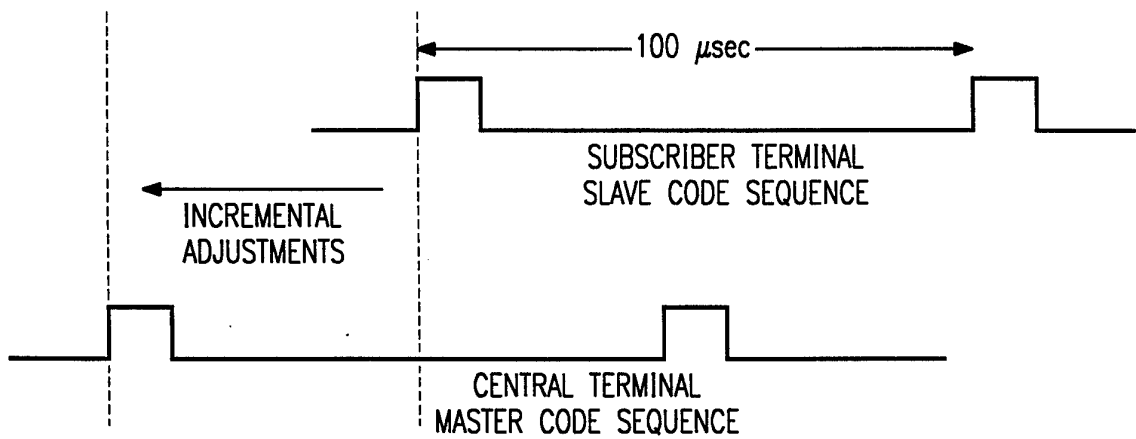 100 μsec
SUBSCRIBER TERMINAL
SLAVE CODE SEQUENCE
INCREMENTAL
ADJUSTMENTS
CENTRAL TERMINAL
MASTER CODE SEQUENCE